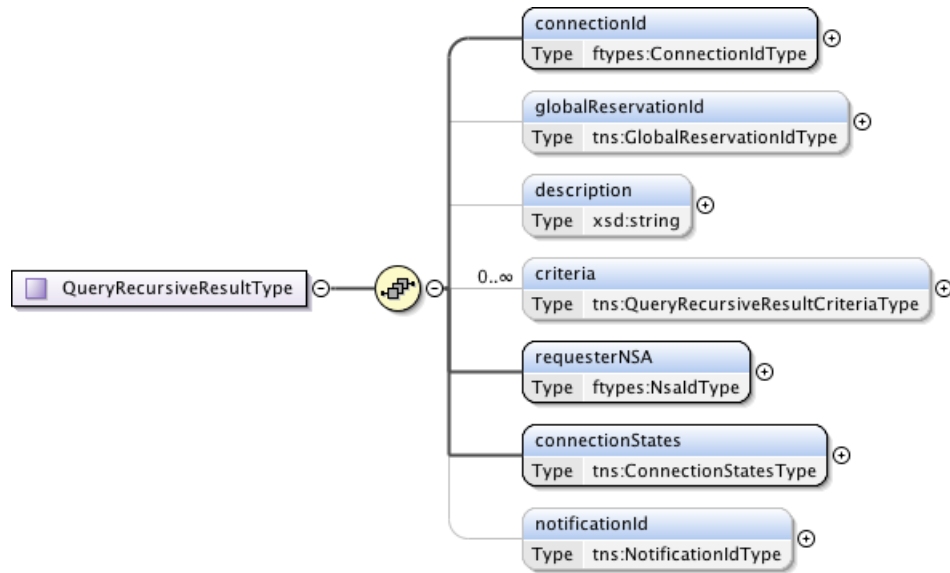 connectionId
Type ftypes:ConnectionIdType
globalReservationId
Type tns:GlobalReservationIdType
description
Type xsd:string
QueryRecursiveResultType
0..∞
criteria
Type tns:QueryRecursiveResultCriteriaType
requesterNSA
Type ftypes:NsaIdType
connectionStates
Type tns:ConnectionStatesType
notificationId
Type tns:NotificationIdType